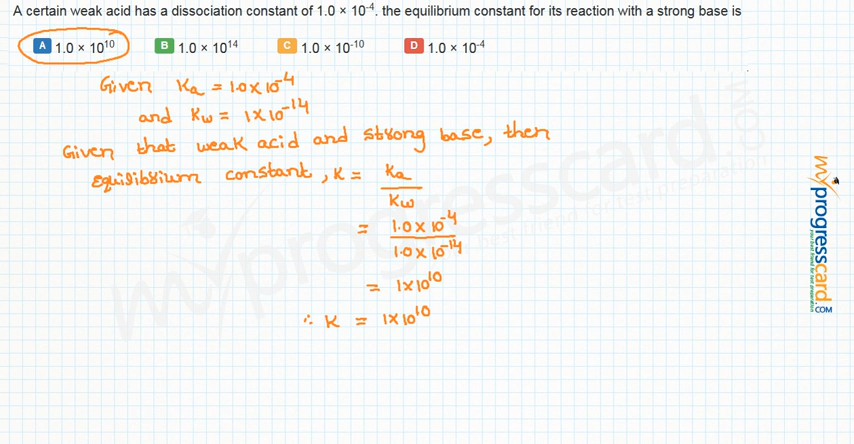 A certain weak acid has a dissociation constant of 1.0 × 10⁻⁴. the equilibrium constant for its reaction with a strong base is
A 1.0 × 10¹⁰ B 1.0 × 10¹⁴ C 1.0 × 10⁻¹⁰ D 1.0 × 10⁻⁴
Given Ka = 1.0 × 10⁻⁴
and Kw = 1 × 10⁻¹⁴
Given that weak acid and strong base, then
equilibrium constant, K = Ka
Kw
= 1.0 × 10⁻⁴
1.0 × 10⁻¹⁴
= 1 × 10¹⁰
∴ K = 1 × 10¹⁰
myprogresscard
.COM
myprogresscard